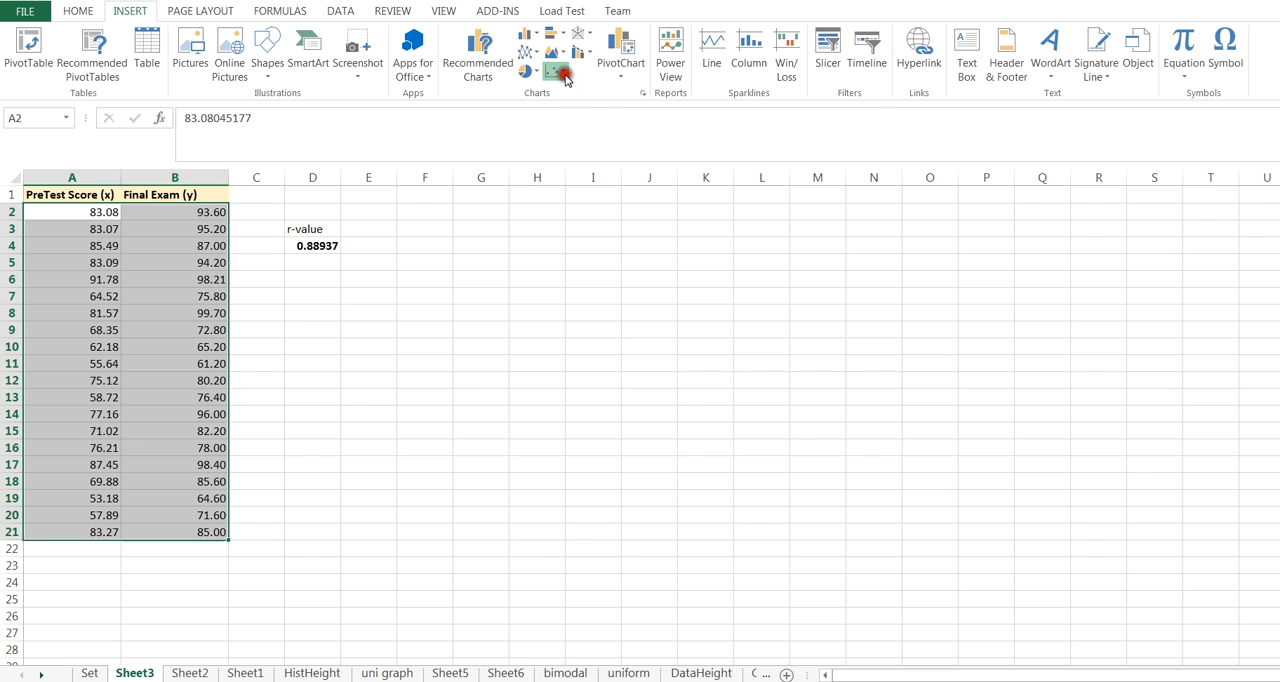 FILE HOME INSERT PAGE LAYOUT FORMULAS DATA REVIEW VIEW ADD-INS Load Test Team
PivotTable Recommended PivotTables Table Pictures Online Pictures Shapes SmartArt Screenshot Apps for Office Recommended Charts PivotChart Power View Line Column Win/Loss Slicer Timeline Hyperlink Text Box Header & Footer WordArt Signature Line Object Equation Symbol
Tables Illustrations Apps Charts Reports Sparklines Filters Links Text Symbols
A2 fx 83.08045177
A B C D E F G H I J K L M N O P Q R S T U
1 PreTest Score (x) Final Exam (y)
2 83.08 93.60
3 83.07 95.20 r-value
4 85.49 87.00 0.88937
5 83.09 94.20
6 91.78 98.21
7 64.52 75.80
8 81.57 99.70
9 68.35 72.80
10 62.18 65.20
11 55.64 61.20
12 75.12 80.20
13 58.72 76.40
14 77.16 96.00
15 71.02 82.20
16 76.21 78.00
17 87.45 98.40
18 69.88 85.60
19 53.18 64.60
20 57.89 71.60
21 83.27 85.00
22
23
24
25
26
27
28
Set Sheet3 Sheet2 Sheet1 HistHeight uni graph Sheet5 Sheet6 bimodal uniform DataHeight ...